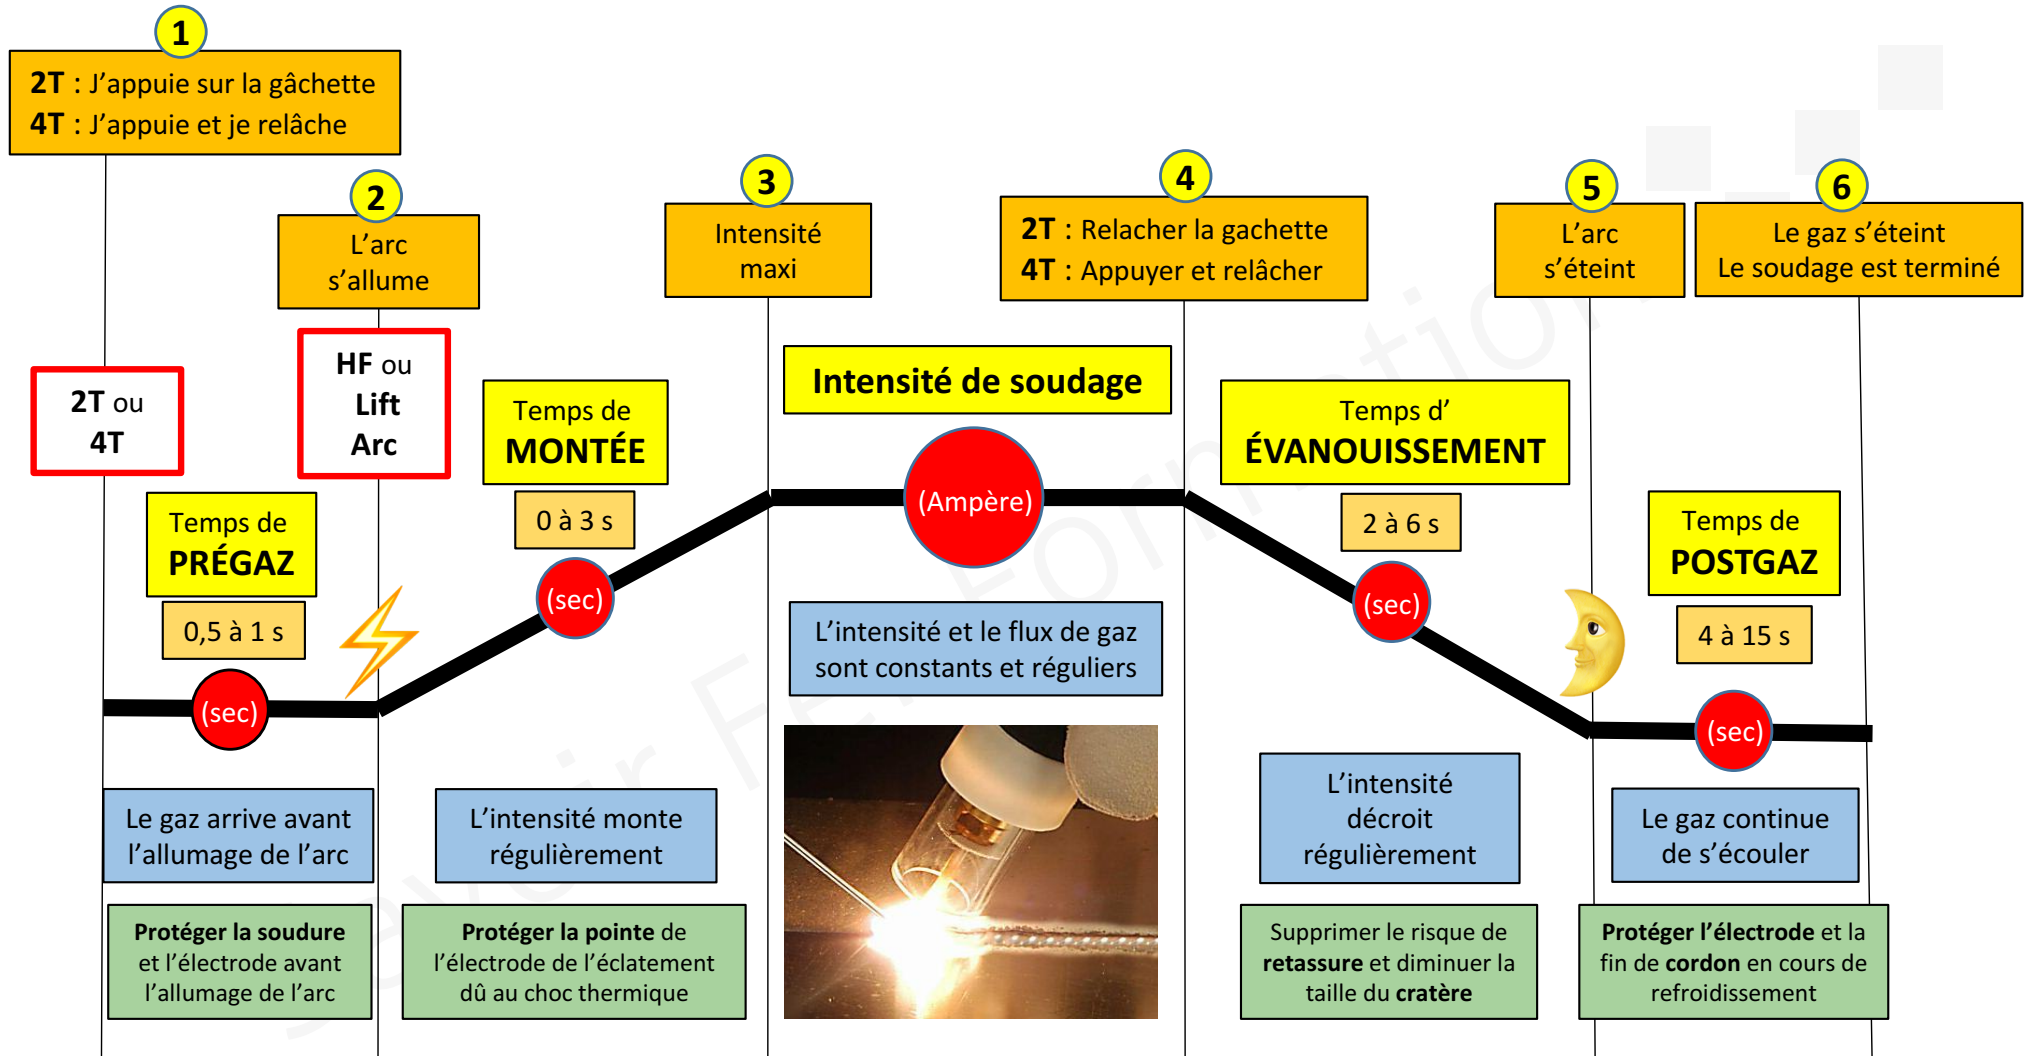 1
2T : J'appuie sur la gâchette
4T : J'appuie et je relâche
2
L'arc
s'allume
3
Intensité
maxi
4
2T : Relacher la gachette
4T : Appuyer et relâcher
5
L'arc
s'éteint
6
Le gaz s'éteint
Le soudage est terminé
2T ou
4T
HF ou
Lift
Arc
Temps de
PRÉGAZ
0,5 à 1 s
(sec)
Temps de
MONTÉE
0 à 3 s
(sec)
Intensité de soudage
(Ampère)
Temps d'
ÉVANOUISSEMENT
2 à 6 s
(sec)
Temps de
POSTGAZ
4 à 15 s
(sec)
Le gaz arrive avant
l'allumage de l'arc
L'intensité monte
régulièrement
L'intensité et le flux de gaz
sont constants et réguliers
L'intensité
décroit
régulièrement
Le gaz continue
de s'écouler
Protéger la soudure
et l'électrode avant
l'allumage de l'arc
Protéger la pointe de
l'électrode de l'éclatement
dû au choc thermique
Supprimer le risque de
retassure et diminuer la
taille du cratère
Protéger l'électrode et la
fin de cordon en cours de
refroidissement